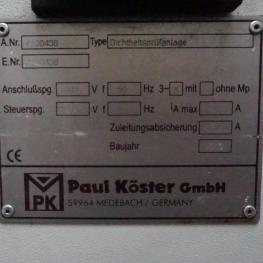 A.Nr. Type Dichtheitsprüfanlage
E.Nr.
Anschlußspg. V f Hz 3~ mit ohne Mp
Steuerspg. V f Hz A max A
Zuleitungsabsicherung A
Baujahr
CE
PK
Paul Köster GmbH
59964 MEDEBACH / GERMANY